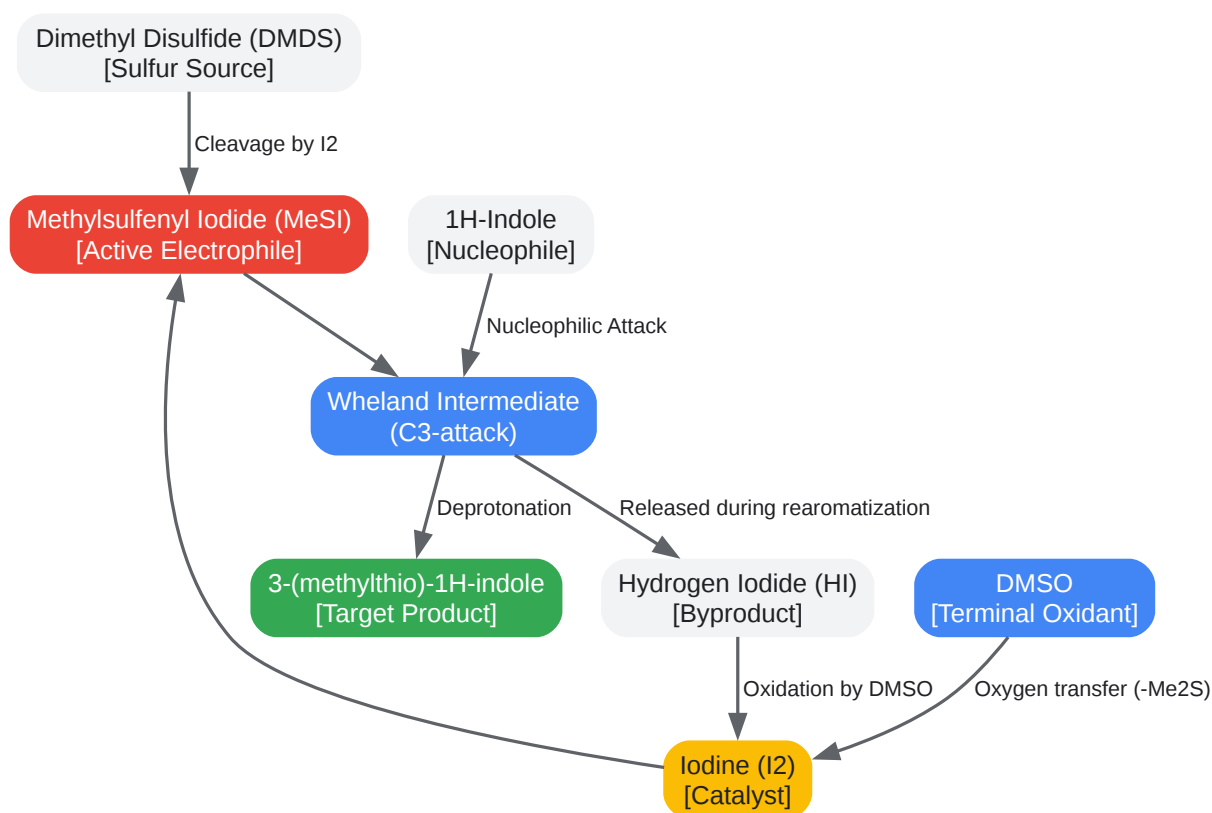 Dimethyl Disulfide (DMDS)
[Sulfur Source]
Cleavage by I2
Methylsulfenyl Iodide (MeSI)
[Active Electrophile]
1H-Indole
[Nucleophile]
Nucleophilic Attack
Wheland Intermediate
(C3-attack)
Deprotonation
Released during rearomatization
3-(methylthio)-1H-indole
[Target Product]
Hydrogen Iodide (HI)
[Byproduct]
DMSO
[Terminal Oxidant]
Oxidation by DMSO
Oxygen transfer (-Me2S)
Iodine (I2)
[Catalyst]